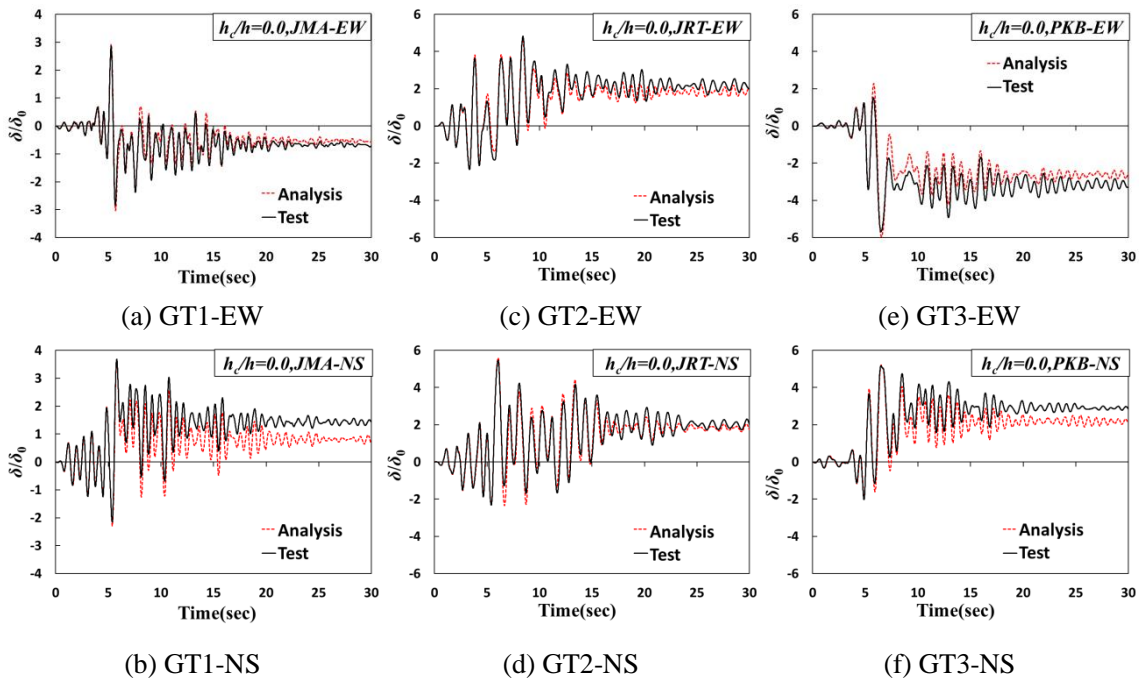 h_c/h=0.0,JMA-EW
4
3
2
1
0
-1
-2
-3
-4
δ/δ₀
0 5 10 15 20 25 30
Time(sec)
Analysis
Test
(a) GT1-EW
h_c/h=0.0,JRT-EW
6
4
2
0
-2
-4
-6
δ/δ₀
0 5 10 15 20 25 30
Time(sec)
Analysis
Test
(c) GT2-EW
h_c/h=0.0,PKB-EW
6
4
2
0
-2
-4
-6
δ/δ₀
0 5 10 15 20 25 30
Time(sec)
Analysis
Test
(e) GT3-EW
h_c/h=0.0,JMA-NS
4
3
2
1
0
-1
-2
-3
-4
δ/δ₀
0 5 10 15 20 25 30
Time(sec)
Analysis
Test
(b) GT1-NS
h_c/h=0.0,JRT-NS
6
4
2
0
-2
-4
-6
δ/δ₀
0 5 10 15 20 25 30
Time(sec)
Analysis
Test
(d) GT2-NS
h_c/h=0.0,PKB-NS
6
4
2
0
-2
-4
-6
δ/δ₀
0 5 10 15 20 25 30
Time(sec)
Analysis
Test
(f) GT3-NS